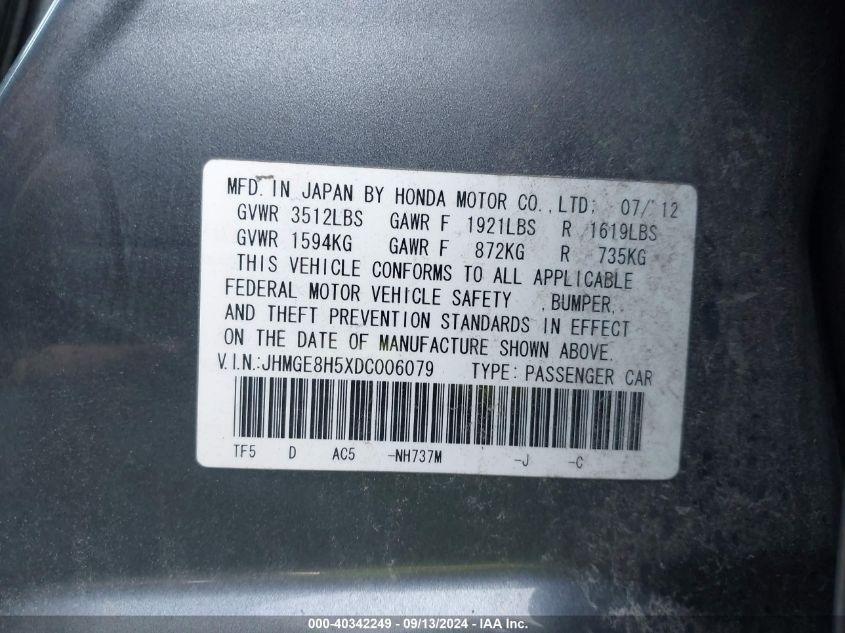 MFD. IN JAPAN BY HONDA MOTOR CO.,LTD; 07/'12
GVWR 3512LBS GAWR F 1921LBS R 1619LBS
GVWR 1594KG GAWR F 872KG R 735KG
THIS VEHICLE CONFORMS TO ALL APPLICABLE
FEDERAL MOTOR VEHICLE SAFETY ,BUMPER,
AND THEFT PREVENTION STANDARDS IN EFFECT
ON THE DATE OF MANUFACTURE SHOWN ABOVE.
V.I.N.:JHMGE8H5XDC006079 TYPE: PASSENGER CAR
TF5 D AC5 -NH737M -J -C
000-40342249 - 09/13/2024 - IAA Inc.